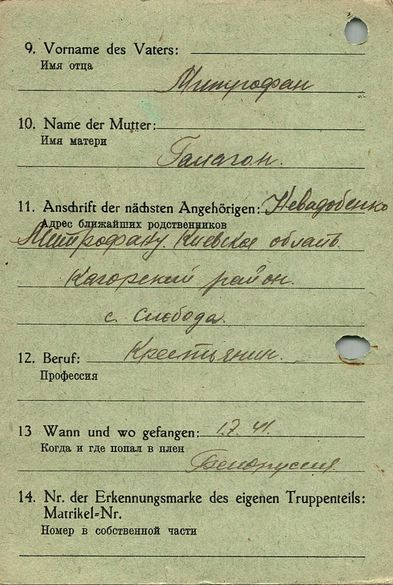 9. Vorname des Vaters:
Имя отца
Митрофан
10. Name der Mutter:
Имя матери
Галагон.
11. Anschrift der nächsten Angehörigen: Невадобенко
Адрес ближайших родственников
Митрофану. Киевская область.
Кагорский район.
с. Слобода.
12. Beruf: Крестьянин.
Профессия
13 Wann und wo gefangen: 1.7.41.
Когда и где попал в плен
Белоруссия
14. Nr. der Erkennungsmarke des eigenen Truppenteils:
Matrikel-Nr.
Номер в собственной части